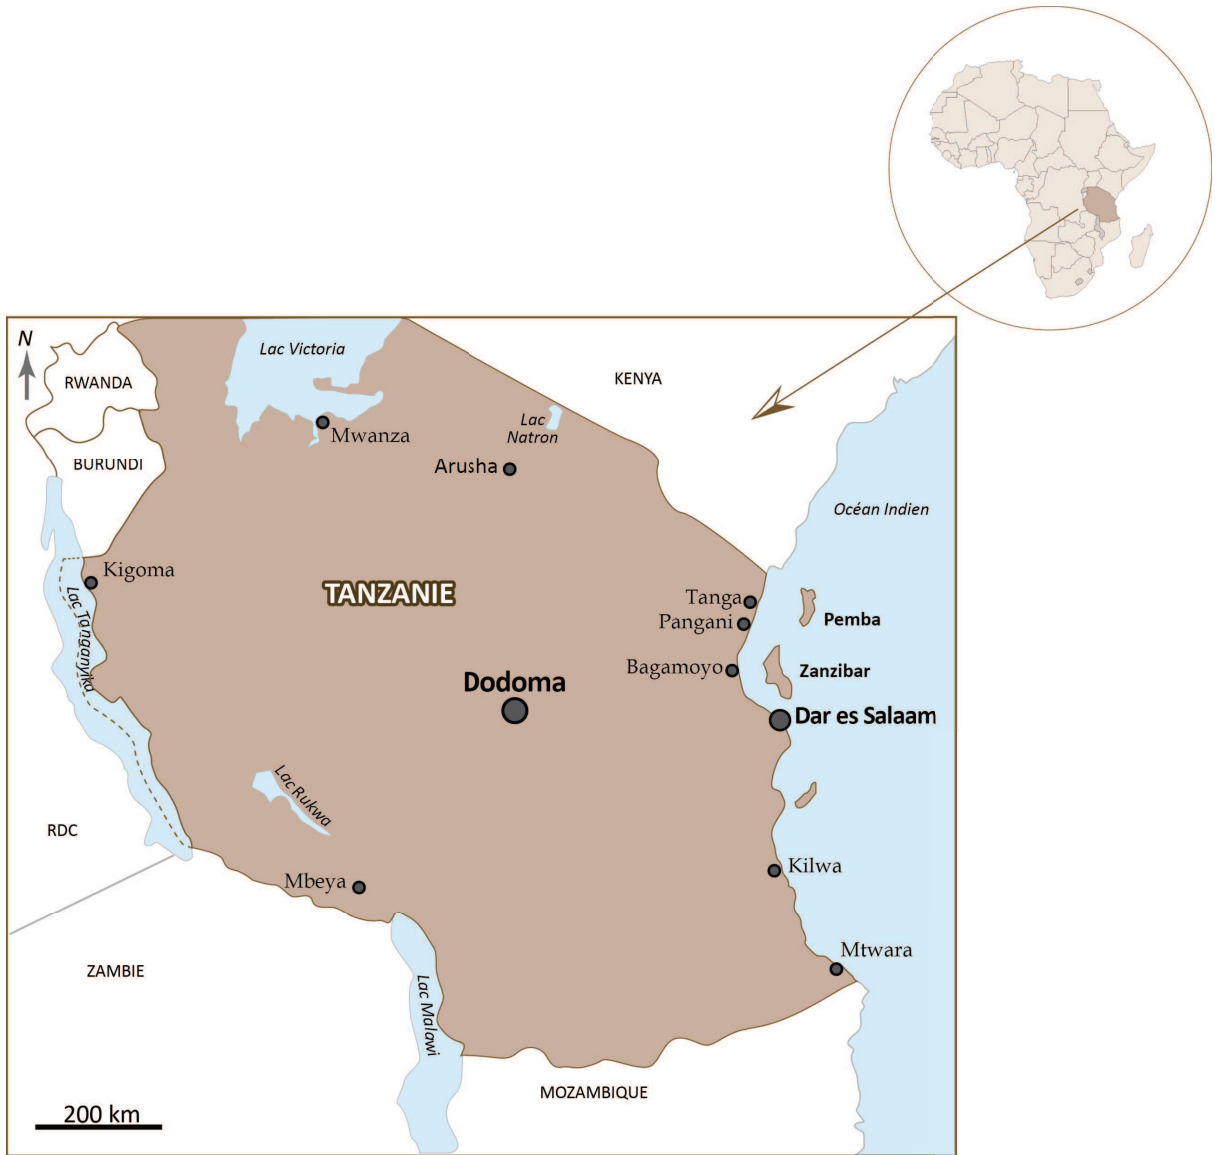 N
Lac Victoria
RWANDA
KENYA
Lac
Natron
Mwanza
BURUNDI
Arusha
Océan Indien
Kigoma
TANZANIE
Tanga
Pangani
Pemba
Lac Tanganyika
Bagamoyo
Zanzibar
Dodoma
Dar es Salaam
Lac Rukwa
RDC
Kilwa
Mbeya
Mtwara
ZAMBIE
Lac Malawi
MOZAMBIQUE
200 km